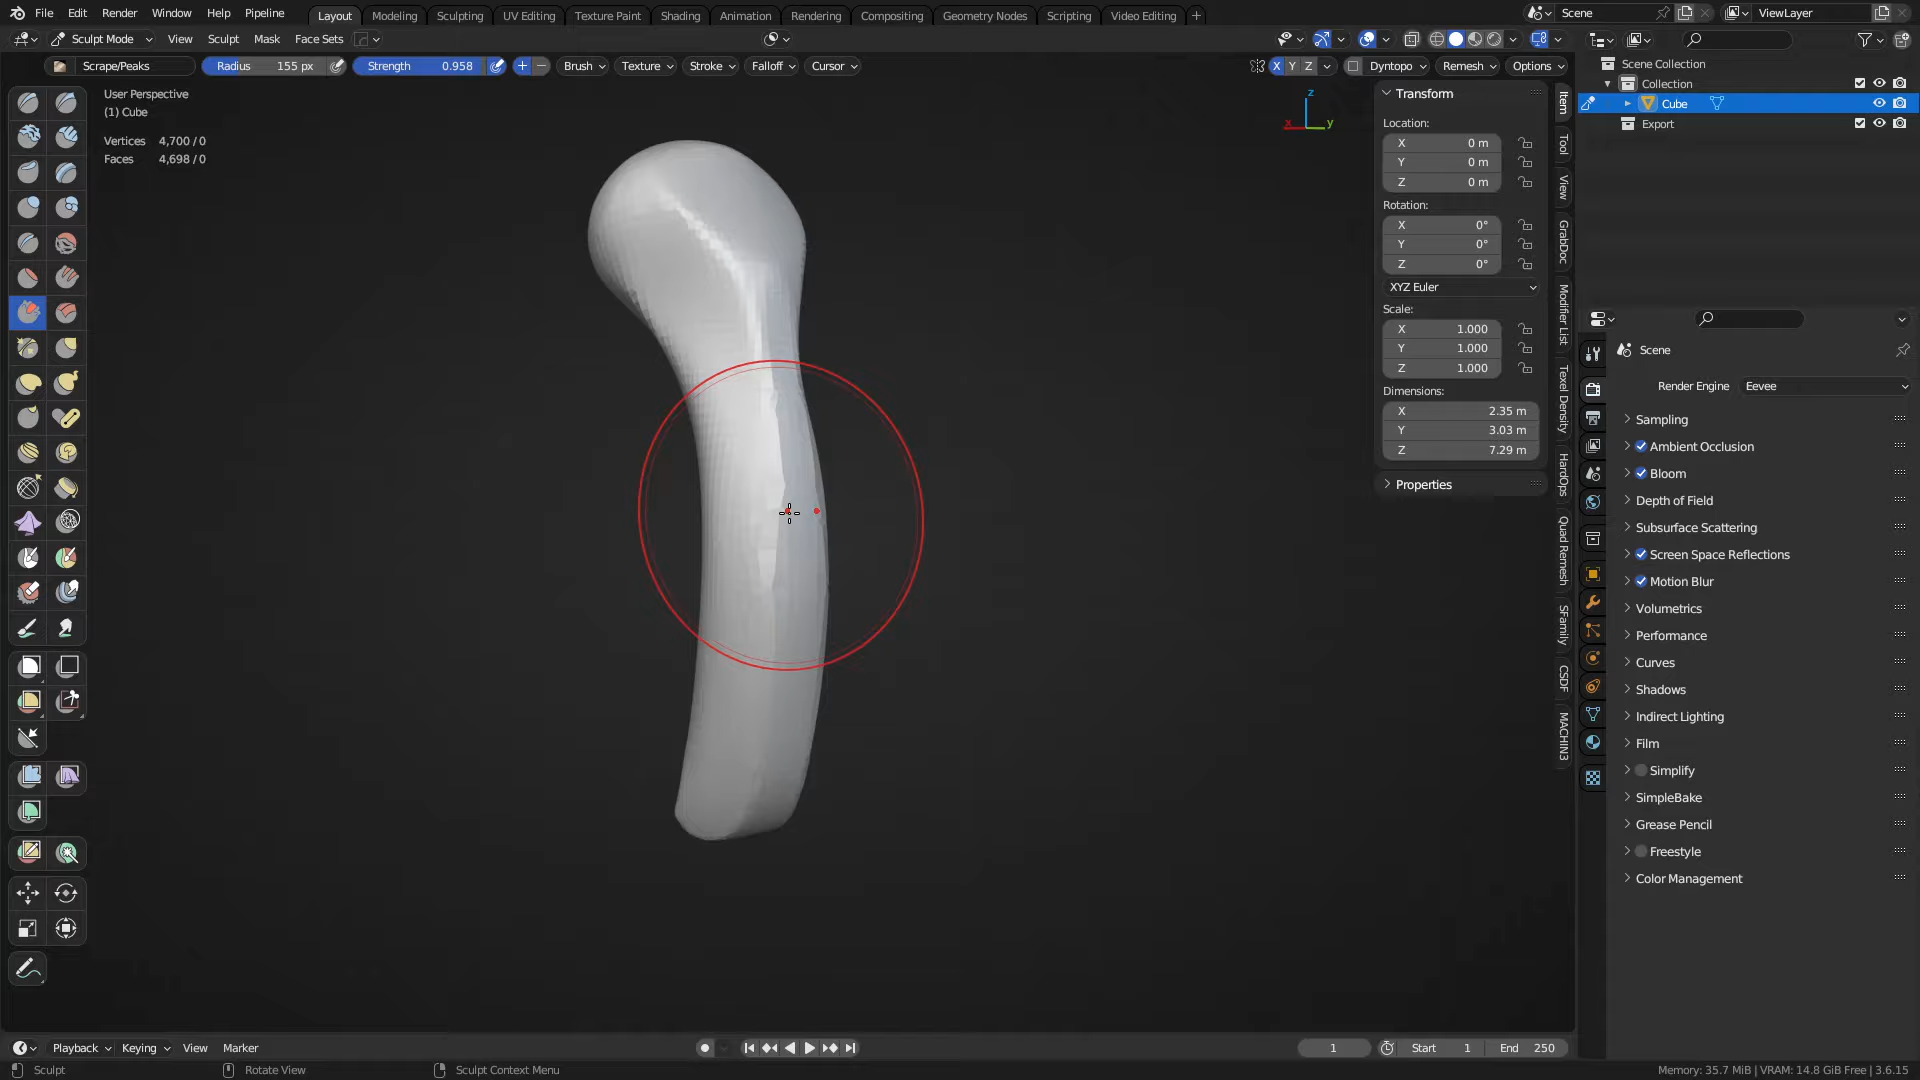 File Edit Render Window Help Pipeline Layout Modeling Sculpting UV Editing Texture Paint Shading Animation Rendering Compositing Geometry Nodes Scripting Video Editing + Scene ViewLayer
Sculpt Mode View Sculpt Mask Face Sets
Scrape/Peaks Radius 155 px Strength 0.958 + − Brush Texture Stroke Falloff Cursor X Y Z Dyntopo Remesh Options
User Perspective
(1) Cube
Vertices 4,700 / 0
Faces 4,698 / 0
z
x y
Transform
Location:
X 0 m
Y 0 m
Z 0 m
Rotation:
X 0°
Y 0°
Z 0°
XYZ Euler
Scale:
X 1.000
Y 1.000
Z 1.000
Dimensions:
X 2.35 m
Y 3.03 m
Z 7.29 m
Properties
Item
Tool
View
GrabDoc
Modifier List
Texel Density
HardOps
Quad Remesh
SFamily
CSDF
MACHIN3
Scene Collection
Collection
Cube
Export
Scene
Render Engine Eevee
Sampling
Ambient Occlusion
Bloom
Depth of Field
Subsurface Scattering
Screen Space Reflections
Motion Blur
Volumetrics
Performance
Curves
Shadows
Indirect Lighting
Film
Simplify
SimpleBake
Grease Pencil
Freestyle
Color Management
Playback Keying View Marker 1 Start 1 End 250
Sculpt Rotate View Sculpt Context Menu Memory: 35.7 MiB | VRAM: 14.8 GiB Free | 3.6.15